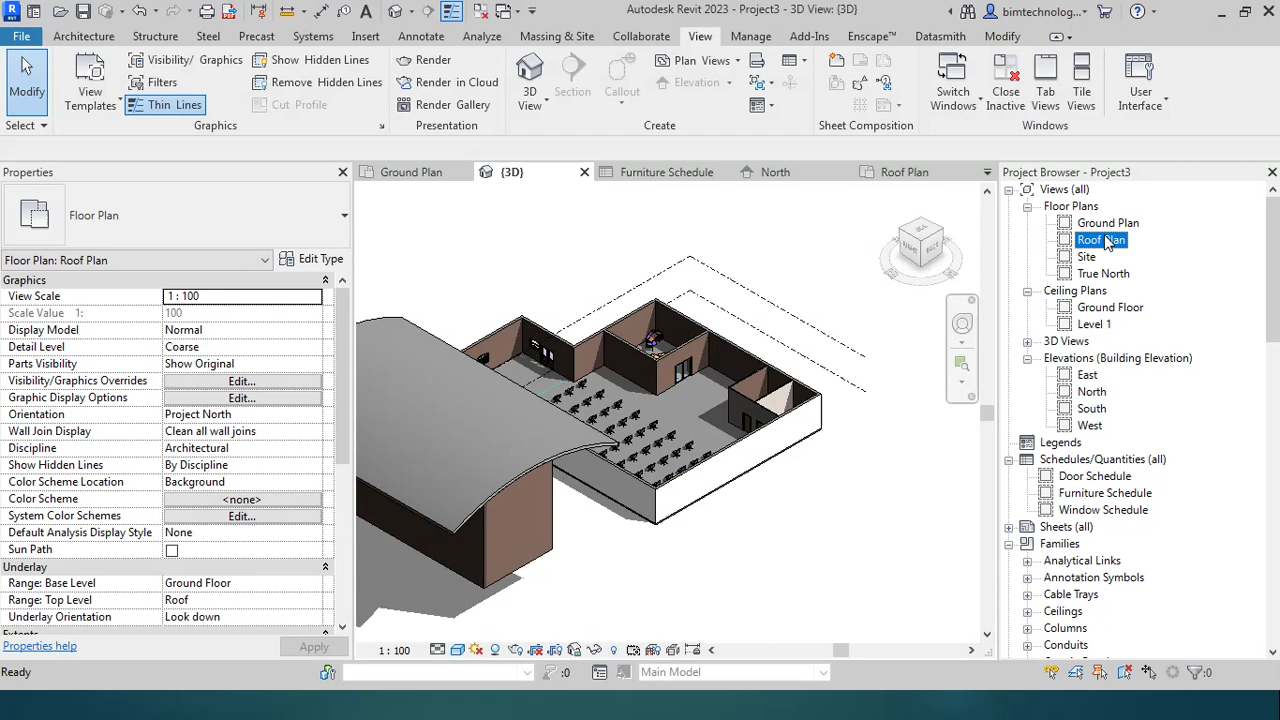 Autodesk Revit 2023 - Project3 - 3D View: {3D}
bimtechnolog...
File Architecture Structure Steel Precast Systems Insert Annotate Analyze Massing & Site Collaborate View Manage Add-Ins Enscape™ Datasmith Modify
Modify
Select
View Templates
Visibility/ Graphics
Filters
Thin Lines
Show Hidden Lines
Remove Hidden Lines
Cut Profile
Graphics
Render
Render in Cloud
Render Gallery
Presentation
3D View
Section
Callout
Plan Views
Elevation
Create
Sheet Composition
Switch Windows
Close Inactive
Tab Views
Tile Views
Windows
User Interface
Properties
Floor Plan
Floor Plan: Roof Plan
Edit Type
Graphics
View Scale 1 : 100
Scale Value 1: 100
Display Model Normal
Detail Level Coarse
Parts Visibility Show Original
Visibility/Graphics Overrides Edit...
Graphic Display Options Edit...
Orientation Project North
Wall Join Display Clean all wall joins
Discipline Architectural
Show Hidden Lines By Discipline
Color Scheme Location Background
Color Scheme <none>
System Color Schemes Edit...
Default Analysis Display Style None
Sun Path
Underlay
Range: Base Level Ground Floor
Range: Top Level Roof
Underlay Orientation Look down
Extents
Properties help
Apply
Ground Plan {3D} Furniture Schedule North Roof Plan
1 : 100
Project Browser - Project3
Views (all)
Floor Plans
Ground Plan
Roof Plan
Site
True North
Ceiling Plans
Ground Floor
Level 1
3D Views
Elevations (Building Elevation)
East
North
South
West
Legends
Schedules/Quantities (all)
Door Schedule
Furniture Schedule
Window Schedule
Sheets (all)
Families
Analytical Links
Annotation Symbols
Cable Trays
Ceilings
Columns
Conduits
Ready
:0
Main Model
:0